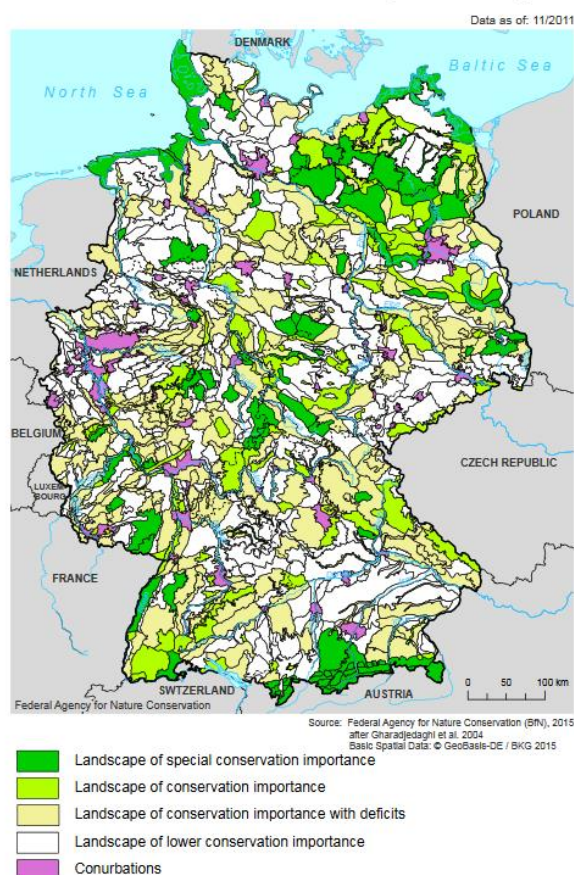 Data as of: 11/2011
DENMARK
North Sea
Baltic Sea
POLAND
NETHERLANDS
BELGIUM
LUXEM-
BOURG
CZECH REPUBLIC
FRANCE
SWTZERLAND
AUSTRIA
0 50 100 km
Federal Agency for Nature Conservation
Source: Federal Agency for Nature Conservation (BfN), 2015
after Gharadjedaghi et al. 2004
Basic Spatial Data: © GeoBasis-DE / BKG 2015
Landscape of special conservation importance
Landscape of conservation importance
Landscape of conservation importance with deficits
Landscape of lower conservation importance
Conurbations